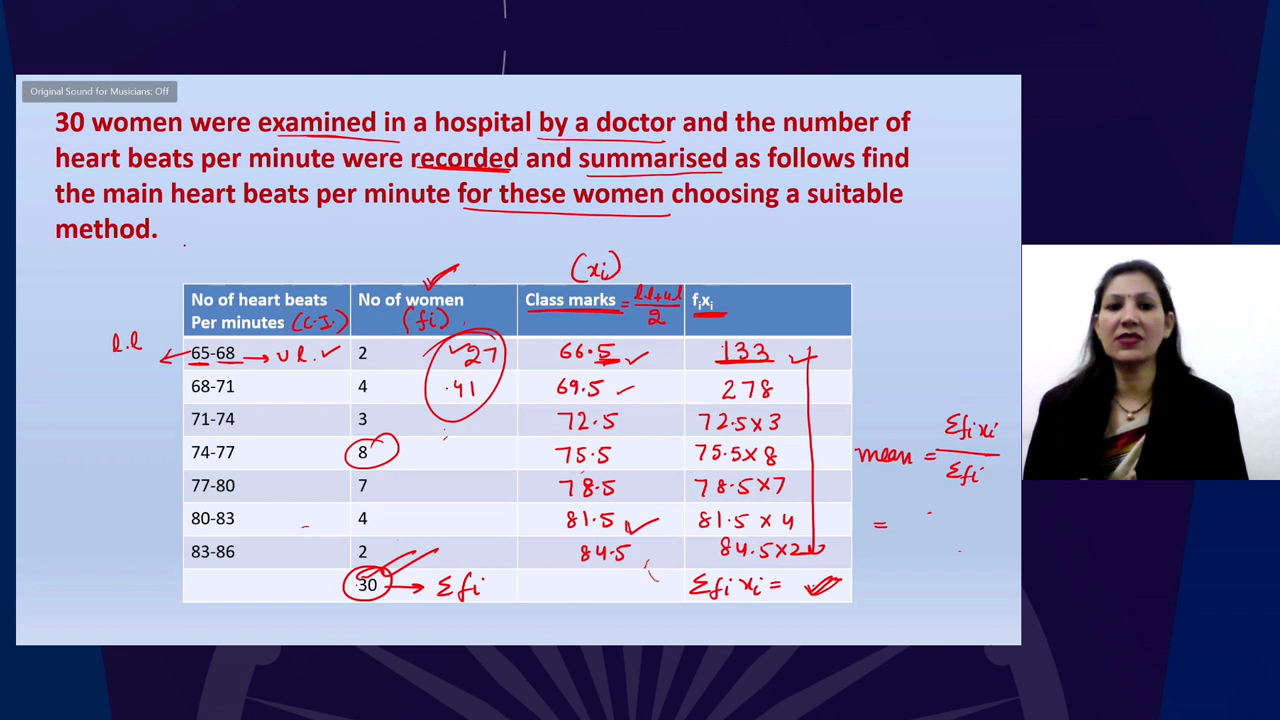 Original Sound for Musicians: Off
30 women were examined in a hospital by a doctor and the number of
heart beats per minute were recorded and summarised as follows find
the main heart beats per minute for these women choosing a suitable
method.
(xi)
No of heart beats No of women Class marks = l.l+ul/2 fixi
Per minutes (C.I.) (fi)
l.l 65-68 → u l. 2 27 66.5 133
68-71 4 .41 69.5 278
71-74 3 72.5 72.5×3
74-77 8 75.5 75.5×8
mean = Σfixi/Σfi
77-80 7 78.5 78.5×7
80-83 4 81.5 81.5×4
=
83-86 2 84.5 84.5×2
30 → Σfi Σfixi =